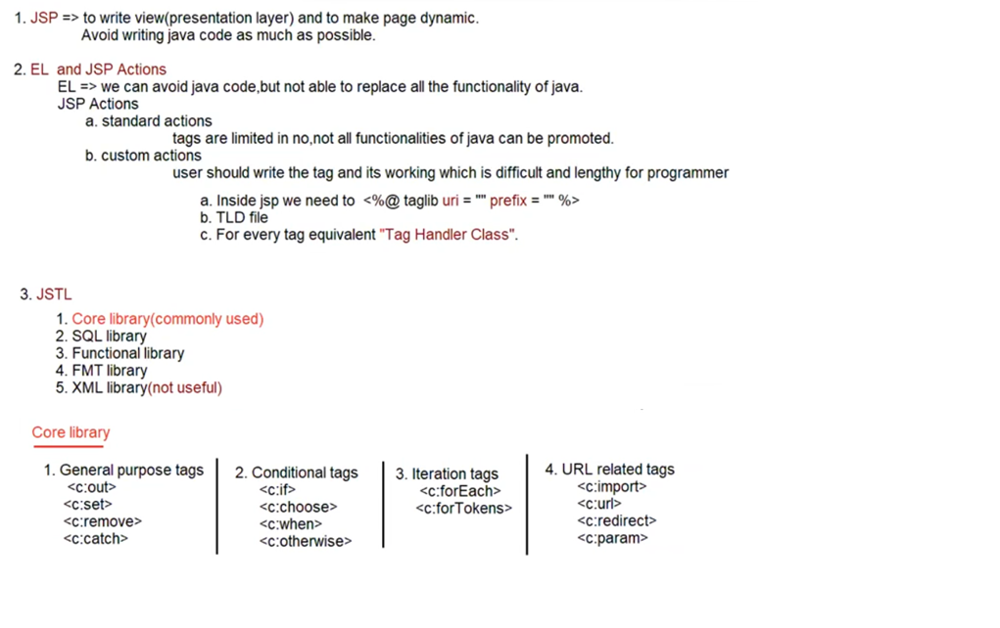 1. JSP => to write view(presentation layer) and to make page dynamic.
Avoid writing java code as much as possible.
2. EL and JSP Actions
EL => we can avoid java code,but not able to replace all the functionality of java.
JSP Actions
a. standard actions
tags are limited in no,not all functionalities of java can be promoted.
b. custom actions
user should write the tag and its working which is difficult and lengthy for programmer
a. Inside jsp we need to <%@ taglib uri = "" prefix = "" %>
b. TLD file
c. For every tag equivalent "Tag Handler Class".
3. JSTL
1. Core library(commonly used)
2. SQL library
3. Functional library
4. FMT library
5. XML library(not useful)
Core library
1. General purpose tags
<c:out>
<c:set>
<c:remove>
<c:catch>
2. Conditional tags
<c:if>
<c:choose>
<c:when>
<c:otherwise>
3. Iteration tags
<c:forEach>
<c:forTokens>
4. URL related tags
<c:import>
<c:url>
<c:redirect>
<c:param>